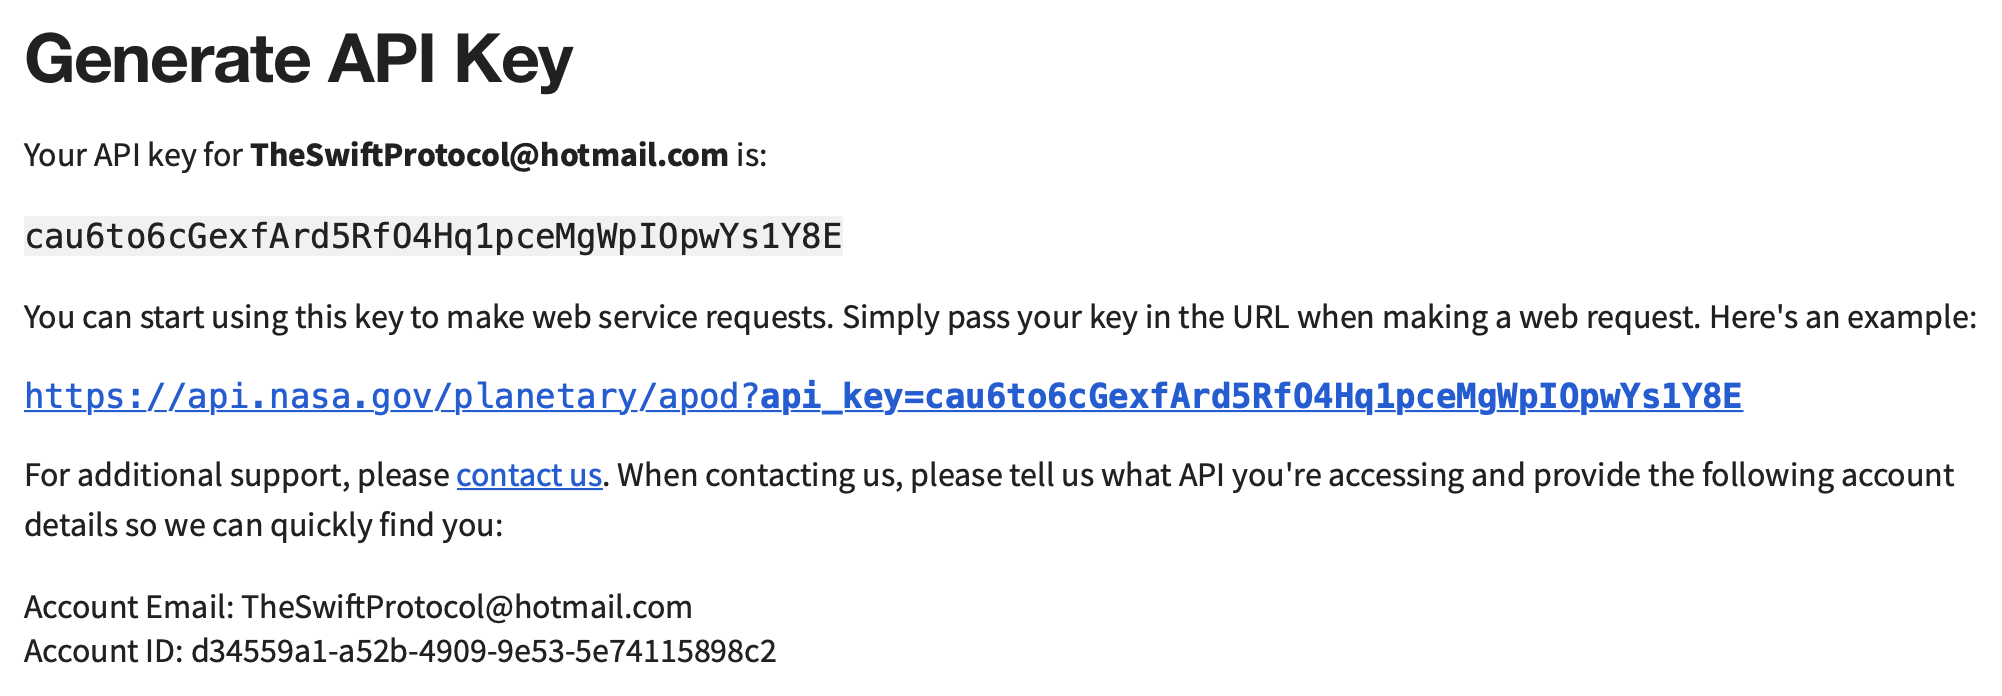 Generate API Key
Your API key for TheSwiftProtocol@hotmail.com is:
cau6to6cGexfArd5RfO4Hq1pceMgWpIOpwYs1Y8E
You can start using this key to make web service requests. Simply pass your key in the URL when making a web request. Here's an example:
https://api.nasa.gov/planetary/apod?api_key=cau6to6cGexfArd5RfO4Hq1pceMgWpIOpwYs1Y8E
For additional support, please contact us. When contacting us, please tell us what API you're accessing and provide the following account
details so we can quickly find you:
Account Email: TheSwiftProtocol@hotmail.com
Account ID: d34559a1-a52b-4909-9e53-5e74115898c2